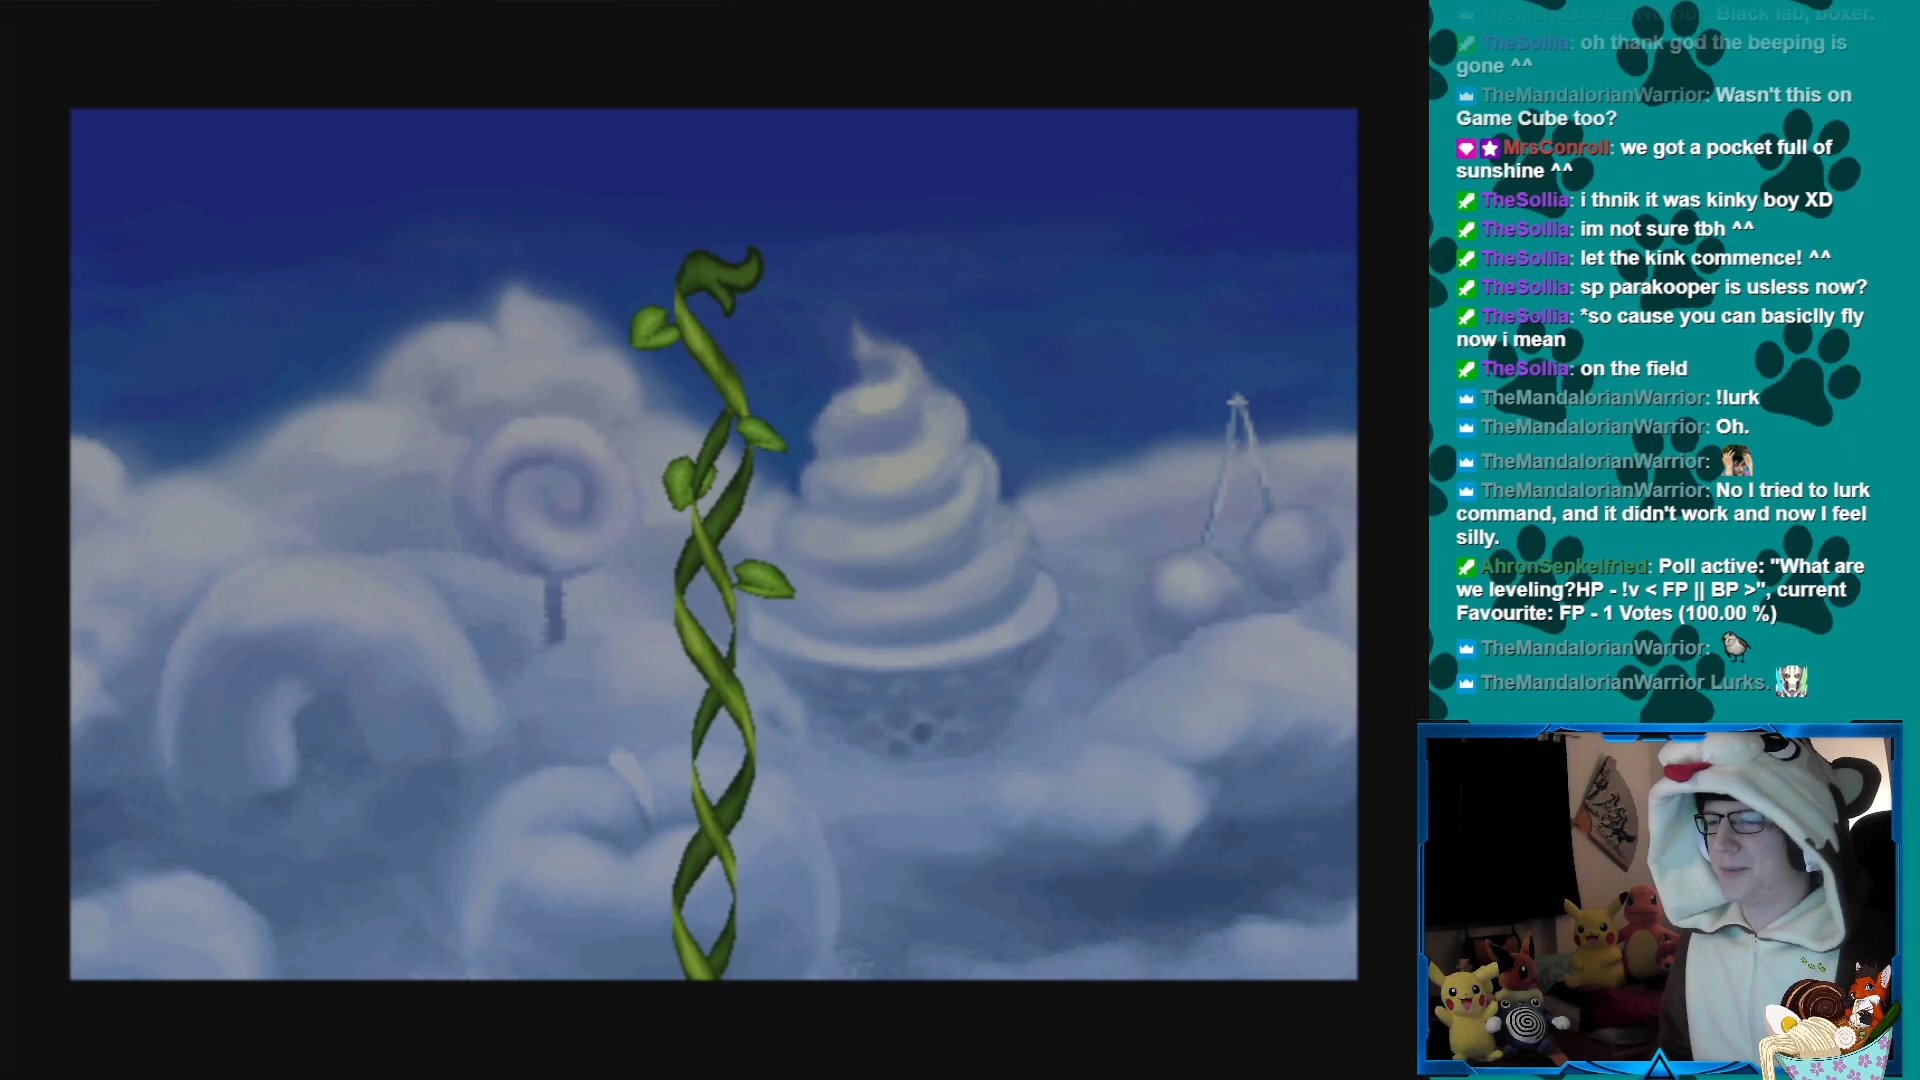 TheMandalorianWarrior: Black lab, boxer.
TheSollia: oh thank god the beeping is
gone ^^
TheMandalorianWarrior: Wasn't this on
Game Cube too?
MrsConroll: we got a pocket full of
sunshine ^^
TheSollia: i thnik it was kinky boy XD
TheSollia: im not sure tbh ^^
TheSollia: let the kink commence! ^^
TheSollia: sp parakooper is usless now?
TheSollia: *so cause you can basiclly fly
now i mean
TheSollia: on the field
TheMandalorianWarrior: !lurk
TheMandalorianWarrior: Oh.
TheMandalorianWarrior:
TheMandalorianWarrior: No I tried to lurk
command, and it didn't work and now I feel
silly.
AhronSenkelfried: Poll active: "What are
we leveling?HP - !v < FP || BP >", current
Favourite: FP - 1 Votes (100.00 %)
TheMandalorianWarrior:
TheMandalorianWarrior Lurks.